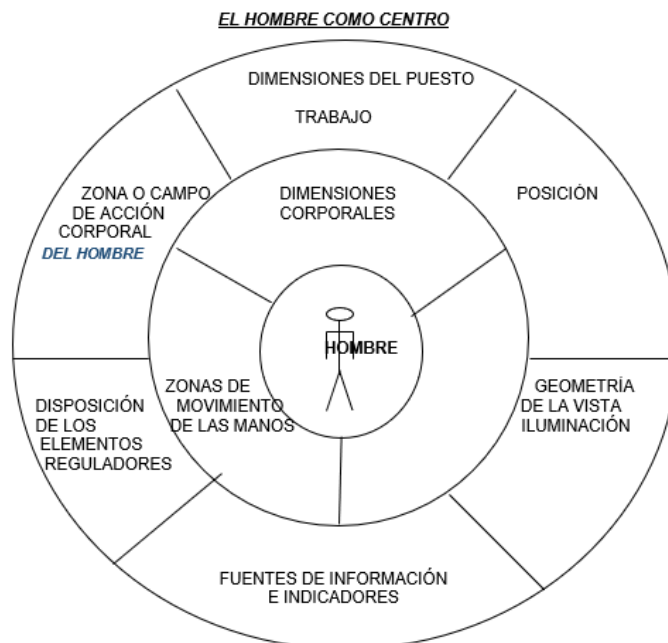 EL HOMBRE COMO CENTRO
DIMENSIONES DEL PUESTO
TRABAJO
ZONA O CAMPO
DE ACCIÓN
CORPORAL
DEL HOMBRE
DIMENSIONES
CORPORALES
POSICIÓN
HOMBRE
ZONAS DE
MOVIMIENTO
DE LAS MANOS
GEOMETRÍA
DE LA VISTA
ILUMINACIÓN
DISPOSICIÓN
DE LOS
ELEMENTOS
REGULADORES
FUENTES DE INFORMACIÓN
E INDICADORES